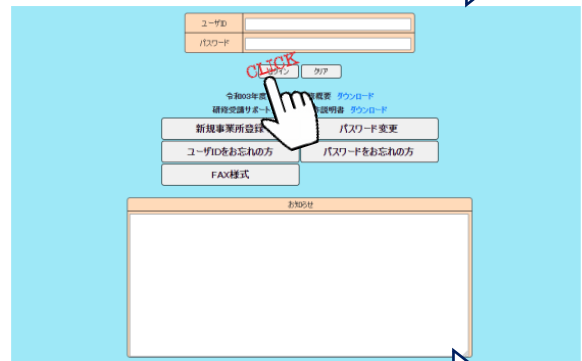 ユーザID
パスワード
CLICK
イン クリア
令和03年度 概要 ダウンロード
研修受講サポート 説明書 ダウンロード
新規事業所登録 パスワード変更
ユーザIDをお忘れの方 パスワードをお忘れの方
FAX様式
お知らせ